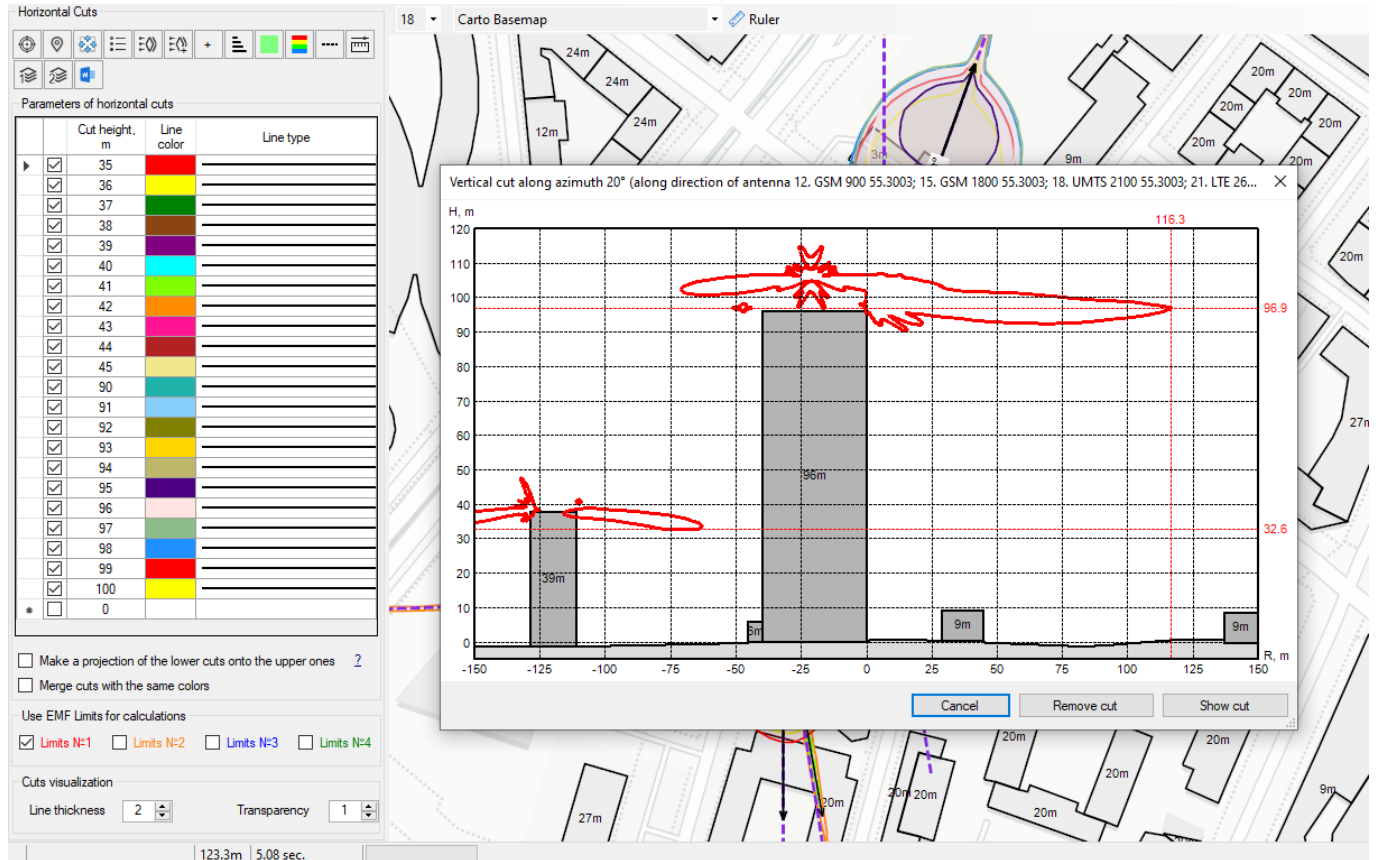 Horizontal Cuts
18 Carto Basemap Ruler
Parameters of horizontal cuts
Cut height, m Line color Line type
35
36
37
38
39
40
41
42
43
44
45
90
91
92
93
94
95
96
97
98
99
100
0
Make a projection of the lower cuts onto the upper ones ?
Merge cuts with the same colors
Use EMF Limits for calculations
Limits №1 Limits №2 Limits №3 Limits №4
Cuts visualization
Line thickness 2 Transparency 1
123.3m 5.08 sec.
24m
24m
24m
12m
3m
9m
20m
20m
20m
20m
20m
20m
20m
20m
27m
Vertical cut along azimuth 20° (along direction of antenna 12. GSM 900 55.3003; 15. GSM 1800 55.3003; 18. UMTS 2100 55.3003; 21. LTE 26...
H, m
116.3
120
110
100
96.9
90
80
70
60
50
40
32.6
30
20
10
0
96m
39m
9m
9m
-150 -125 -100 -75 -50 -25 0 25 50 75 100 125 150
R, m
Cancel Remove cut Show cut
20m
20m
20m
20m
20m
20m
20m
9m
27m